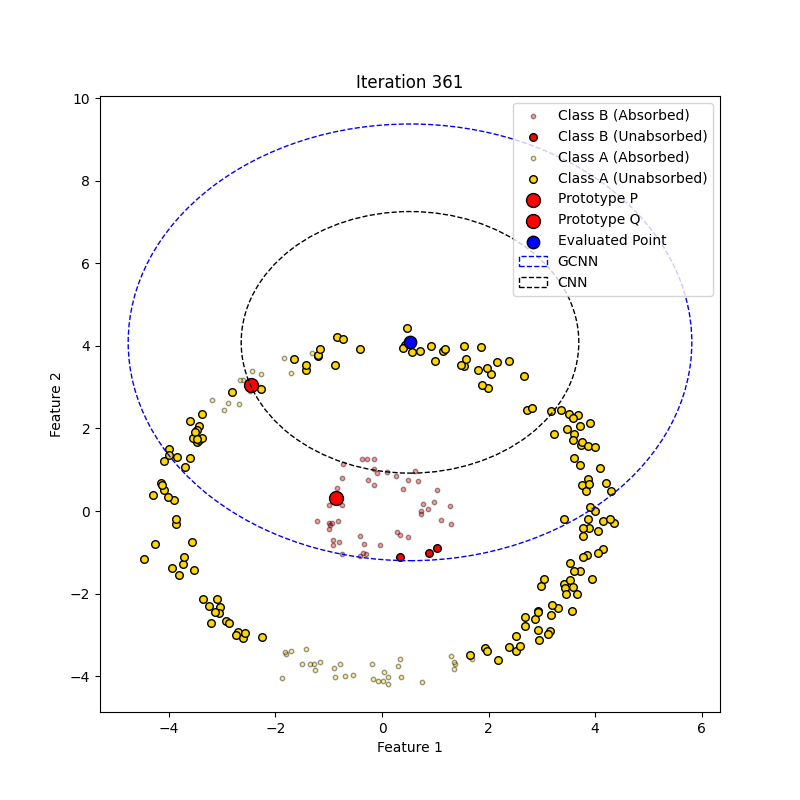 Iteration 361
Class B (Absorbed)
Class B (Unabsorbed)
Class A (Absorbed)
Class A (Unabsorbed)
Prototype P
Prototype Q
Evaluated Point
GCNN
CNN
Feature 2
10
8
6
4
2
0
−2
−4
−4 −2 0 2 4 6
Feature 1